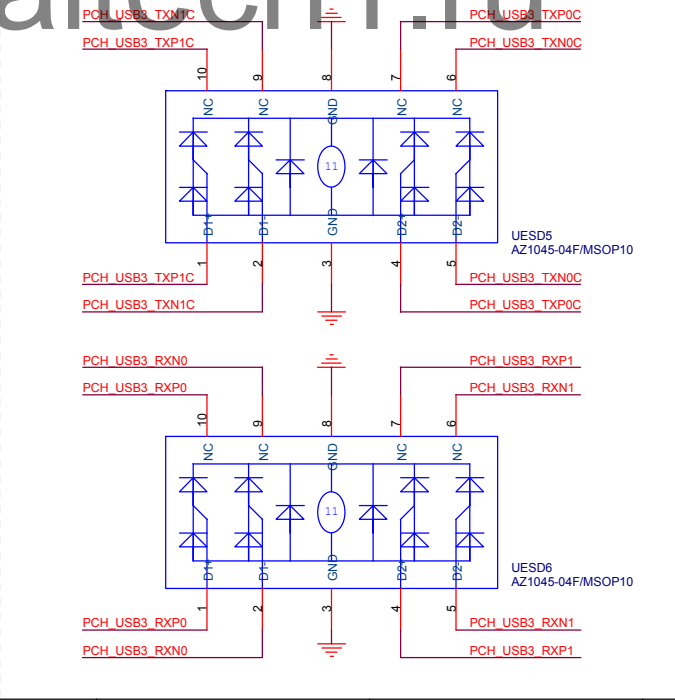 PCH_USB3_TXN1C
PCH_USB3_TXP0C
PCH_USB3_TXP1C
PCH_USB3_TXN0C
10
9
8
7
6
NC
NC
GND
NC
NC
11
D1+
D1-
GND
D2+
D2-
UESD5
AZ1045-04F/MSOP10
1
2
3
4
5
PCH_USB3_TXP1C
PCH_USB3_TXN0C
PCH_USB3_TXN1C
PCH_USB3_TXP0C
PCH_USB3_RXN0
PCH_USB3_RXP1
PCH_USB3_RXP0
PCH_USB3_RXN1
10
9
8
7
6
NC
NC
GND
NC
NC
11
D1+
D1-
GND
D2+
D2-
UESD6
AZ1045-04F/MSOP10
1
2
3
4
5
PCH_USB3_RXP0
PCH_USB3_RXN1
PCH_USB3_RXN0
PCH_USB3_RXP1